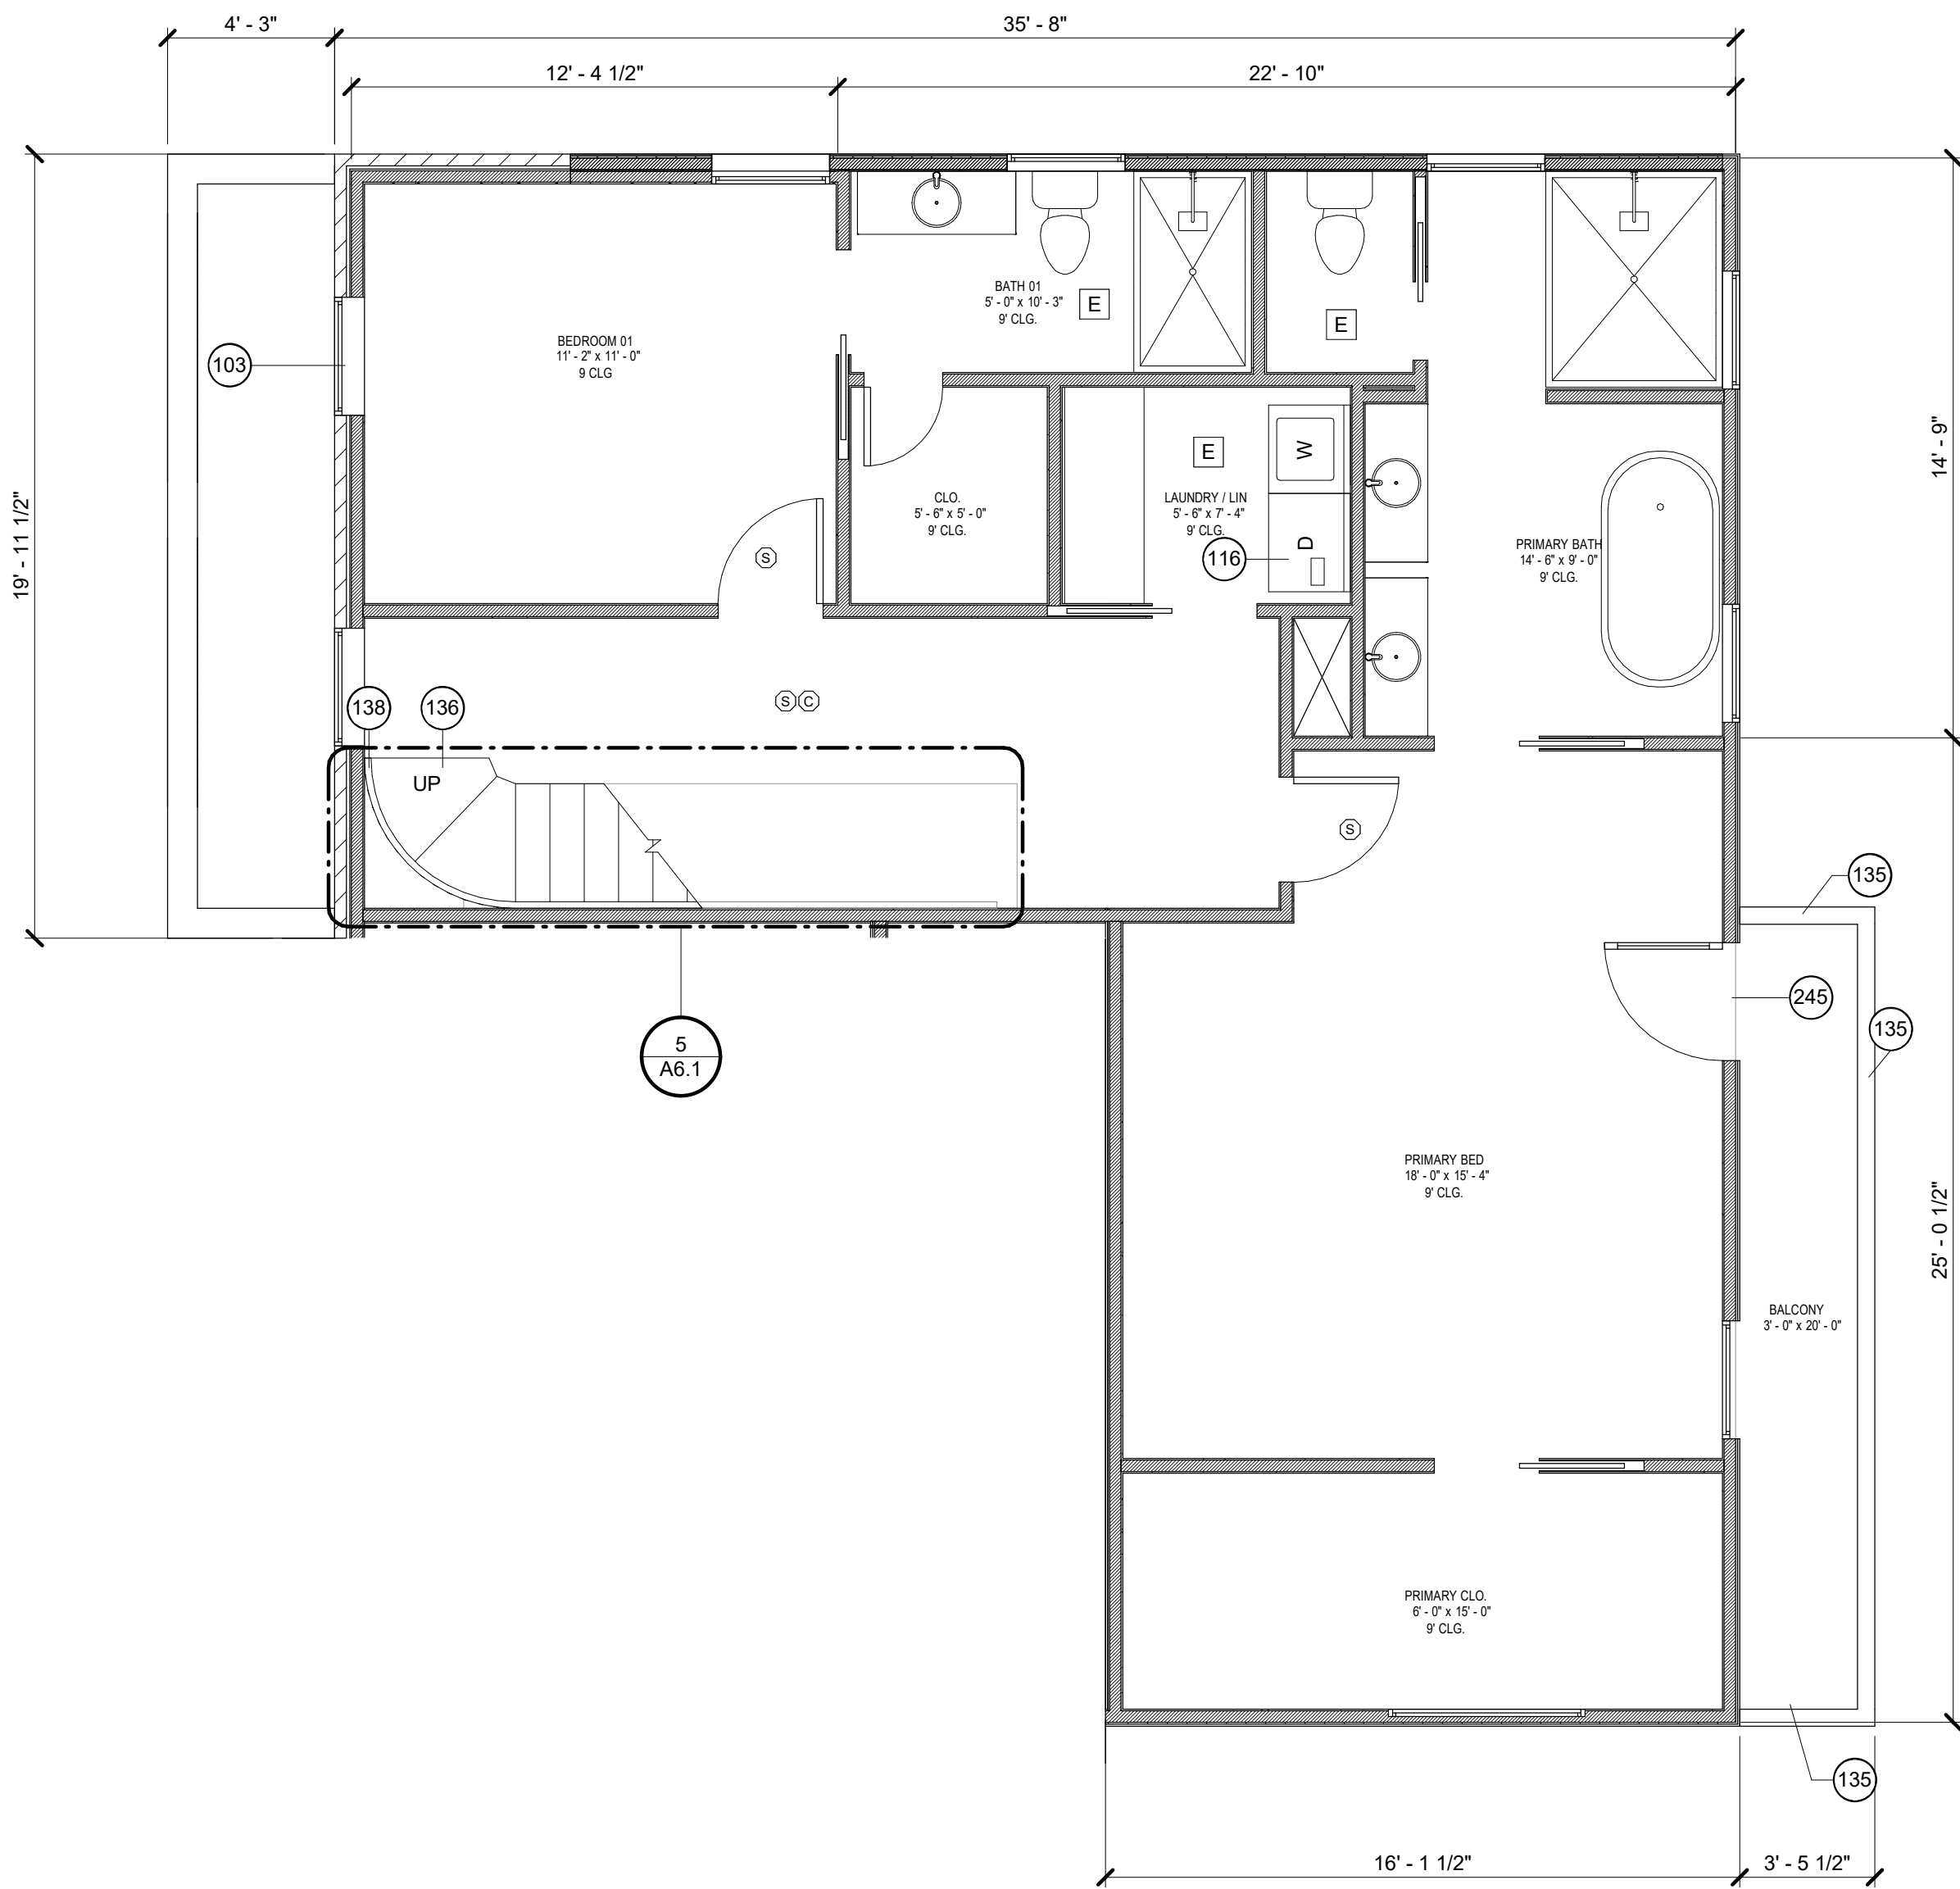 4' - 3"
35' - 8"
12' - 4 1/2"
22' - 10"
BATH 01
5' - 0" x 10' - 3"
9' CLG.
E
E
BEDROOM 01
11' - 2" x 11' - 0"
9 CLG
103
14' - 9"
19' - 11 1/2"
E
W
CLO.
5' - 6" x 5' - 0"
9' CLG.
LAUNDRY / LIN
5' - 6" x 7' - 4"
9' CLG.
116
D
PRIMARY BATH
14' - 6" x 9' - 0"
9' CLG.
S
138
136
S
C
UP
S
135
245
135
5
A6.1
PRIMARY BED
18' - 0" x 15' - 4"
9' CLG.
25' - 0 1/2"
BALCONY
3' - 0" x 20' - 0"
PRIMARY CLO.
6' - 0" x 15' - 0"
9' CLG.
135
16' - 1 1/2"
3' - 5 1/2"